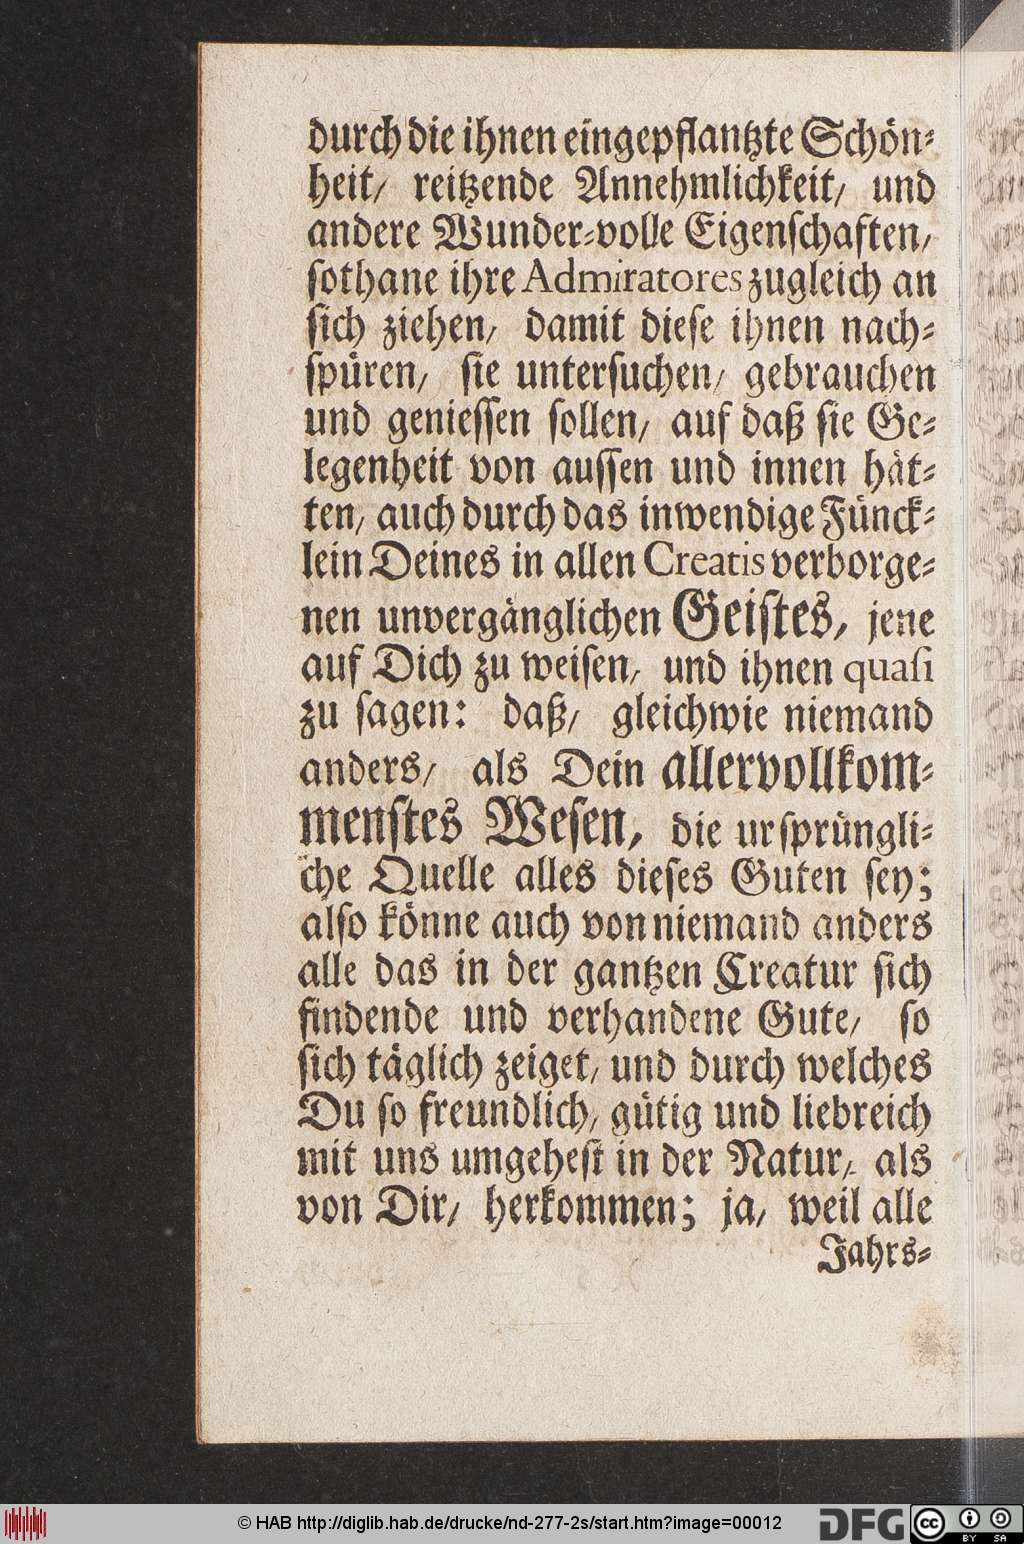 durch die ihnen eingepflantzte Schön⸗
heit/ reitzende Annehmlichkeit/ und
andere Wunder⸗volle Eigenschaften/
sothane ihre Admiratores zugleich an
sich ziehen/ damit diese ihnen nach⸗
spüren/ sie untersuchen/ gebrauchen
und geniessen sollen/ auf daß sie Ge⸗
legenheit von aussen und innen hät⸗
ten/ auch durch das inwendige Fünck⸗
lein Deines in allen Creatis verborge⸗
nen unvergänglichen Geistes, jene
auf Dich zu weisen/ und ihnen quasi
zu sagen: daß/ gleichwie niemand
anders/ als Dein allervollkom⸗
menstes Wesen, die ursprüngli⸗
che Quelle alles dieses Guten sey;
also könne auch von niemand anders
alle das in der gantzen Creatur sich
findende und verhandene Gute/ so
sich täglich zeiget/ und durch welches
Du so freundlich/ gütig und liebreich
mit uns umgehest in der Natur/ als
von Dir/ herkommen; ja/ weil alle
Jahrs⸗
© HAB http://diglib.hab.de/drucke/nd-277-2s/start.htm?image=00012
DFG
cc BY SA